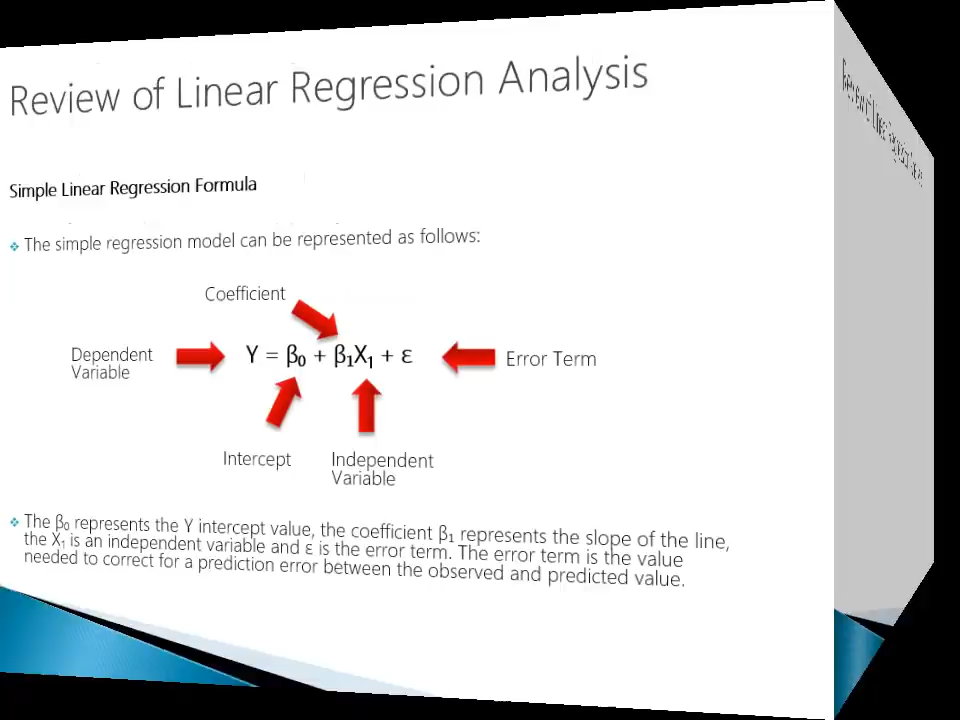 Review of Linear Regression Analysis
Simple Linear Regression Formula
The simple regression model can be represented as follows:
Coefficient
Dependent
Variable
Y = β₀ + β₁X₁ + ε
Error Term
Intercept
Independent
Variable
The β₀ represents the Y intercept value, the coefficient β₁ represents the slope of the line,
the X₁ is an independent variable and ε is the error term. The error term is the value
needed to correct for a prediction error between the observed and predicted value.